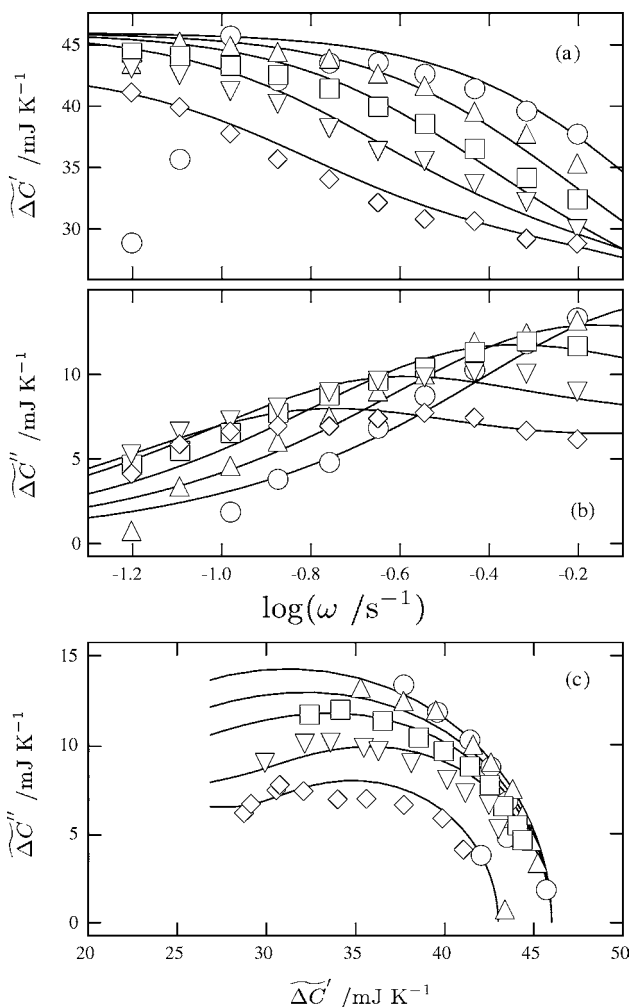 45
40
35
30
(a)
ΔC′ /mJ K⁻¹
10
5
0
(b)
ΔC″ /mJ K⁻¹
-1.2 -1.0 -0.8 -0.6 -0.4 -0.2
log(ω /s⁻¹)
15
10
5
0
(c)
ΔC″ /mJ K⁻¹
20 25 30 35 40 45 50
ΔC′ /mJ K⁻¹